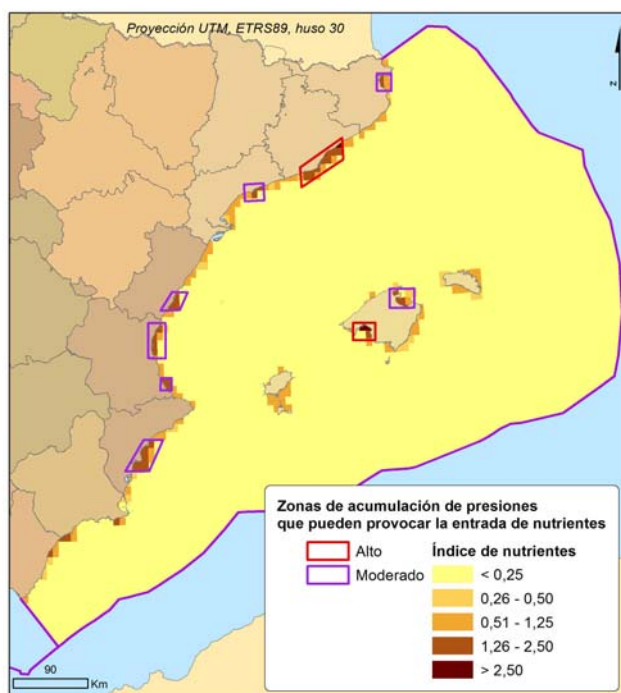 Proyección UTM, ETRS89, huso 30
z
Zonas de acumulación de presiones
que pueden provocar la entrada de nutrientes
Alto
Moderado
Índice de nutrientes
< 0,25
0,26 - 0,50
0,51 - 1,25
1,26 - 2,50
> 2,50
90
Km